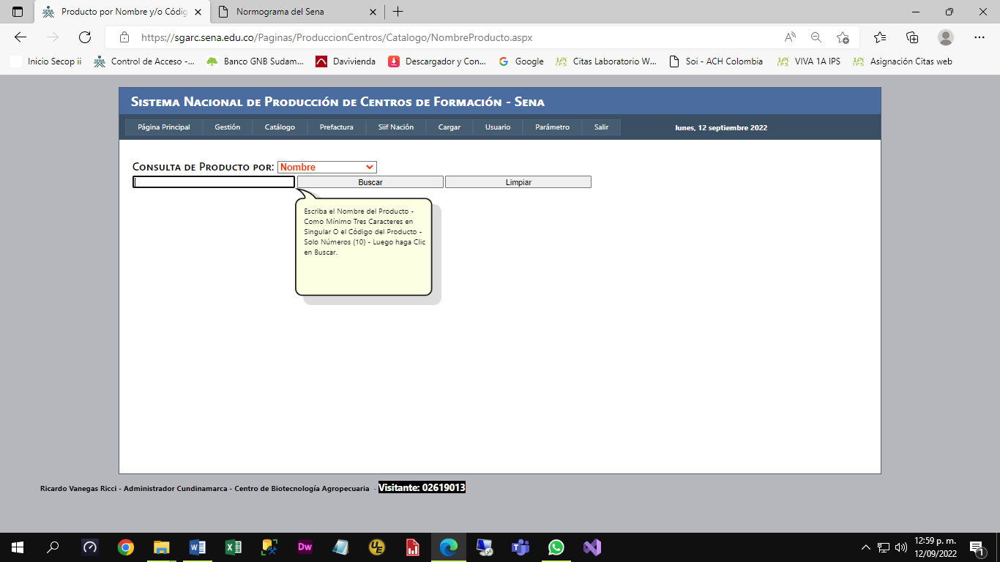 Producto por Nombre y/o Códig
Normograma del Sena
https://sgarc.sena.edu.co/Paginas/ProduccionCentros/Catalogo/NombreProducto.aspx
Inicio Secop ii
Control de Acceso -...
Banco GNB Sudam...
Davivienda
Descargador y Con...
Google
Citas Laboratorio W...
Soi - ACH Colombia
VIVA 1A IPS
Asignación Citas web
Sistema Nacional de Producción de Centros de Formación - Sena
Página Principal
Gestión
Catálogo
Prefactura
Siif Nación
Cargar
Usuario
Parámetro
Salir
lunes, 12 septiembre 2022
Consulta de Producto por: Nombre
Buscar
Limpiar
Escriba el Nombre del Producto -
Como Mínimo Tres Caracteres en
Singular O el Código del Producto -
Solo Números (10) - Luego haga Clic
en Buscar.
Ricardo Vanegas Ricci - Administrador Cundinamarca - Centro de Biotecnología Agropecuaria - Visitante: 02619013
12:59 p. m.
12/09/2022
1